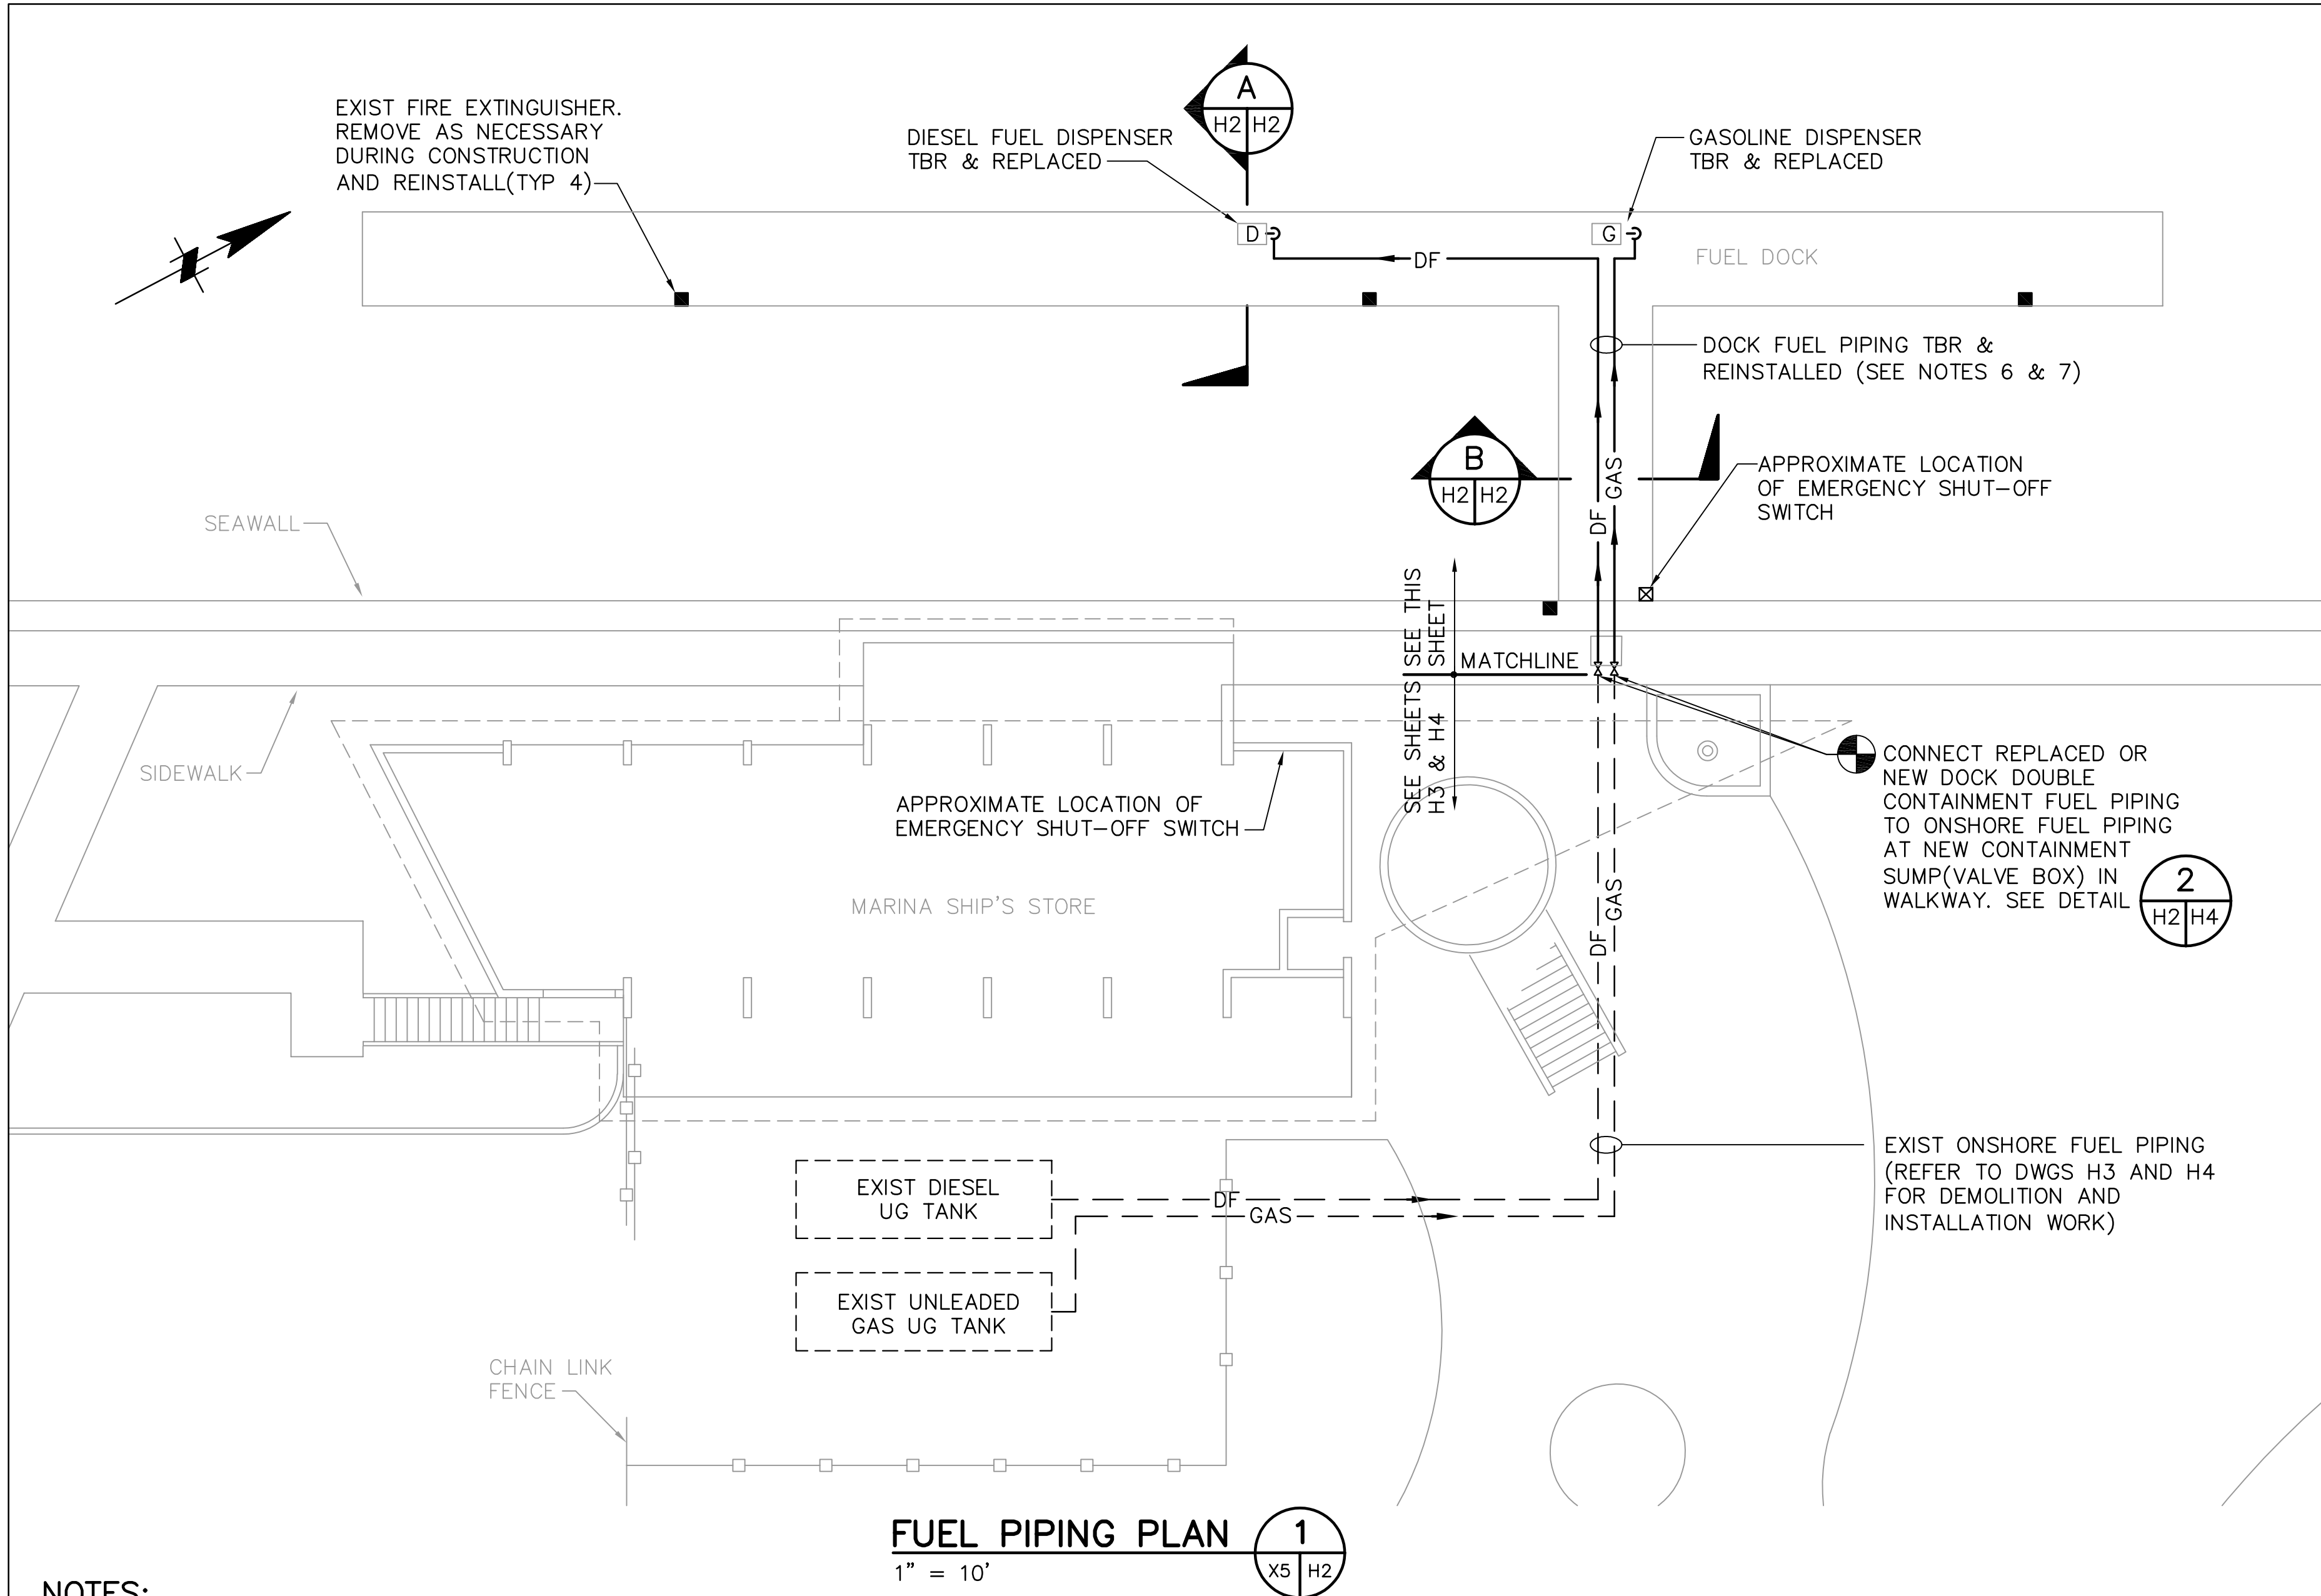 A
H2 H2
EXIST FIRE EXTINGUISHER.
REMOVE AS NECESSARY
DURING CONSTRUCTION
AND REINSTALL(TYP 4)
DIESEL FUEL DISPENSER
TBR & REPLACED
GASOLINE DISPENSER
TBR & REPLACED
D
G
DF
FUEL DOCK
DOCK FUEL PIPING TBR &
REINSTALLED (SEE NOTES 6 & 7)
B
H2 H2
GAS
DF
APPROXIMATE LOCATION
OF EMERGENCY SHUT-OFF
SWITCH
SEAWALL
SEE THIS
SHEET
MATCHLINE
SEE SHEETS
H3 & H4
SIDEWALK
APPROXIMATE LOCATION OF
EMERGENCY SHUT-OFF SWITCH
CONNECT REPLACED OR
NEW DOCK DOUBLE
CONTAINMENT FUEL PIPING
TO ONSHORE FUEL PIPING
AT NEW CONTAINMENT
SUMP(VALVE BOX) IN
WALKWAY. SEE DETAIL
2
H2 H4
MARINA SHIP'S STORE
GAS
DF
EXIST ONSHORE FUEL PIPING
(REFER TO DWGS H3 AND H4
FOR DEMOLITION AND
INSTALLATION WORK)
EXIST DIESEL
UG TANK
DF
GAS
EXIST UNLEADED
GAS UG TANK
CHAIN LINK
FENCE
FUEL PIPING PLAN
1" = 10'
1
X5 H2
NOTES: